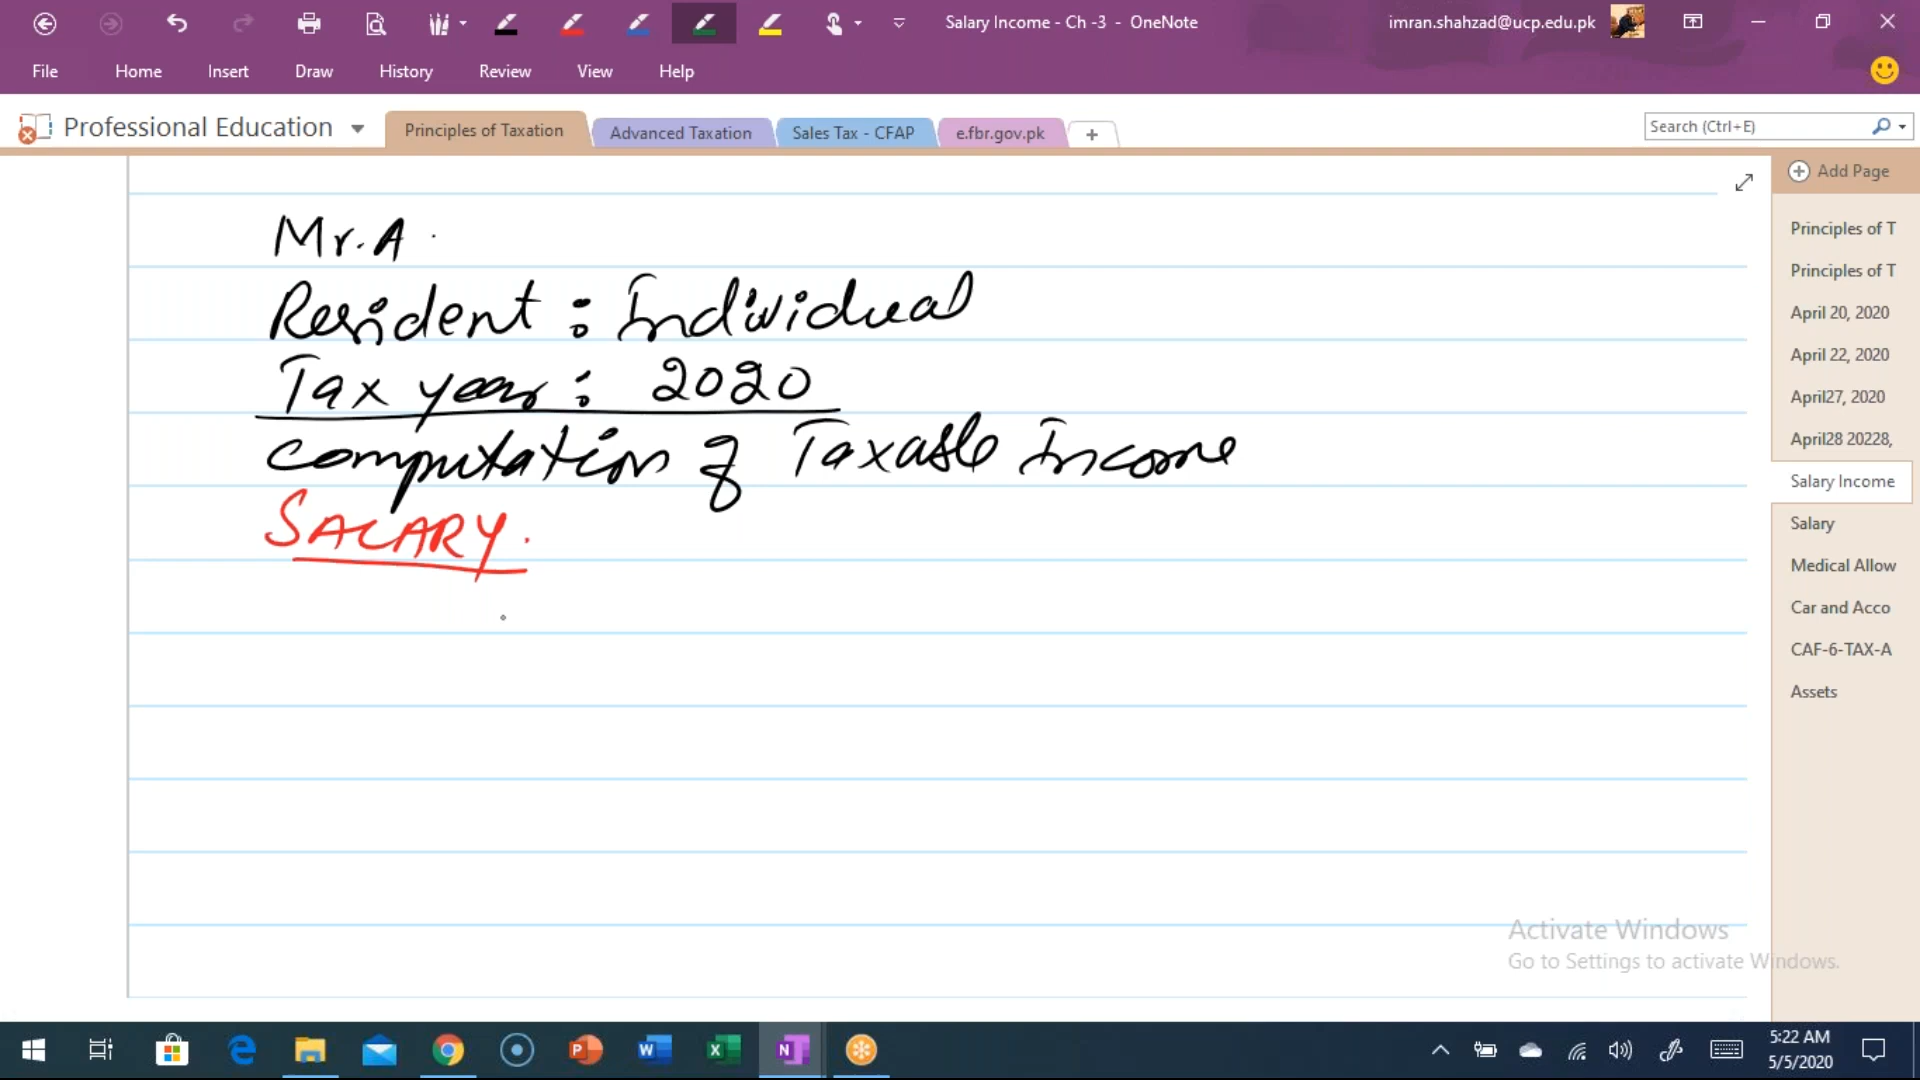 Salary Income - Ch -3 - OneNote
imran.shahzad@ucp.edu.pk
File Home Insert Draw History Review View Help
Professional Education
Principles of Taxation
Advanced Taxation
Sales Tax - CFAP
e.fbr.gov.pk
Search (Ctrl+E)
Add Page
Mr. A
Resident : Individual
Tax year : 2020
computation of Taxable Income
SALARY.
Principles of T
Principles of T
April 20, 2020
April 22, 2020
April27, 2020
April28 20228,
Salary Income
Salary
Medical Allow
Car and Acco
CAF-6-TAX-A
Assets
Activate Windows
Go to Settings to activate Windows.
5:22 AM
5/5/2020